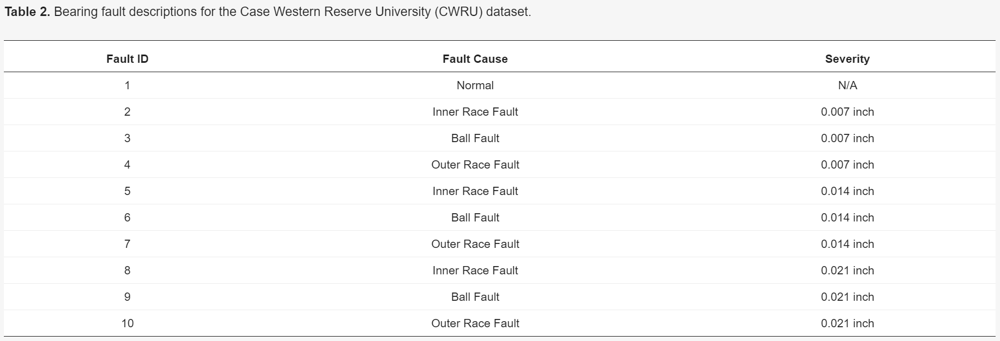 Table 2. Bearing fault descriptions for the Case Western Reserve University (CWRU) dataset.
Fault ID Fault Cause Severity
1 Normal N/A
2 Inner Race Fault 0.007 inch
3 Ball Fault 0.007 inch
4 Outer Race Fault 0.007 inch
5 Inner Race Fault 0.014 inch
6 Ball Fault 0.014 inch
7 Outer Race Fault 0.014 inch
8 Inner Race Fault 0.021 inch
9 Ball Fault 0.021 inch
10 Outer Race Fault 0.021 inch